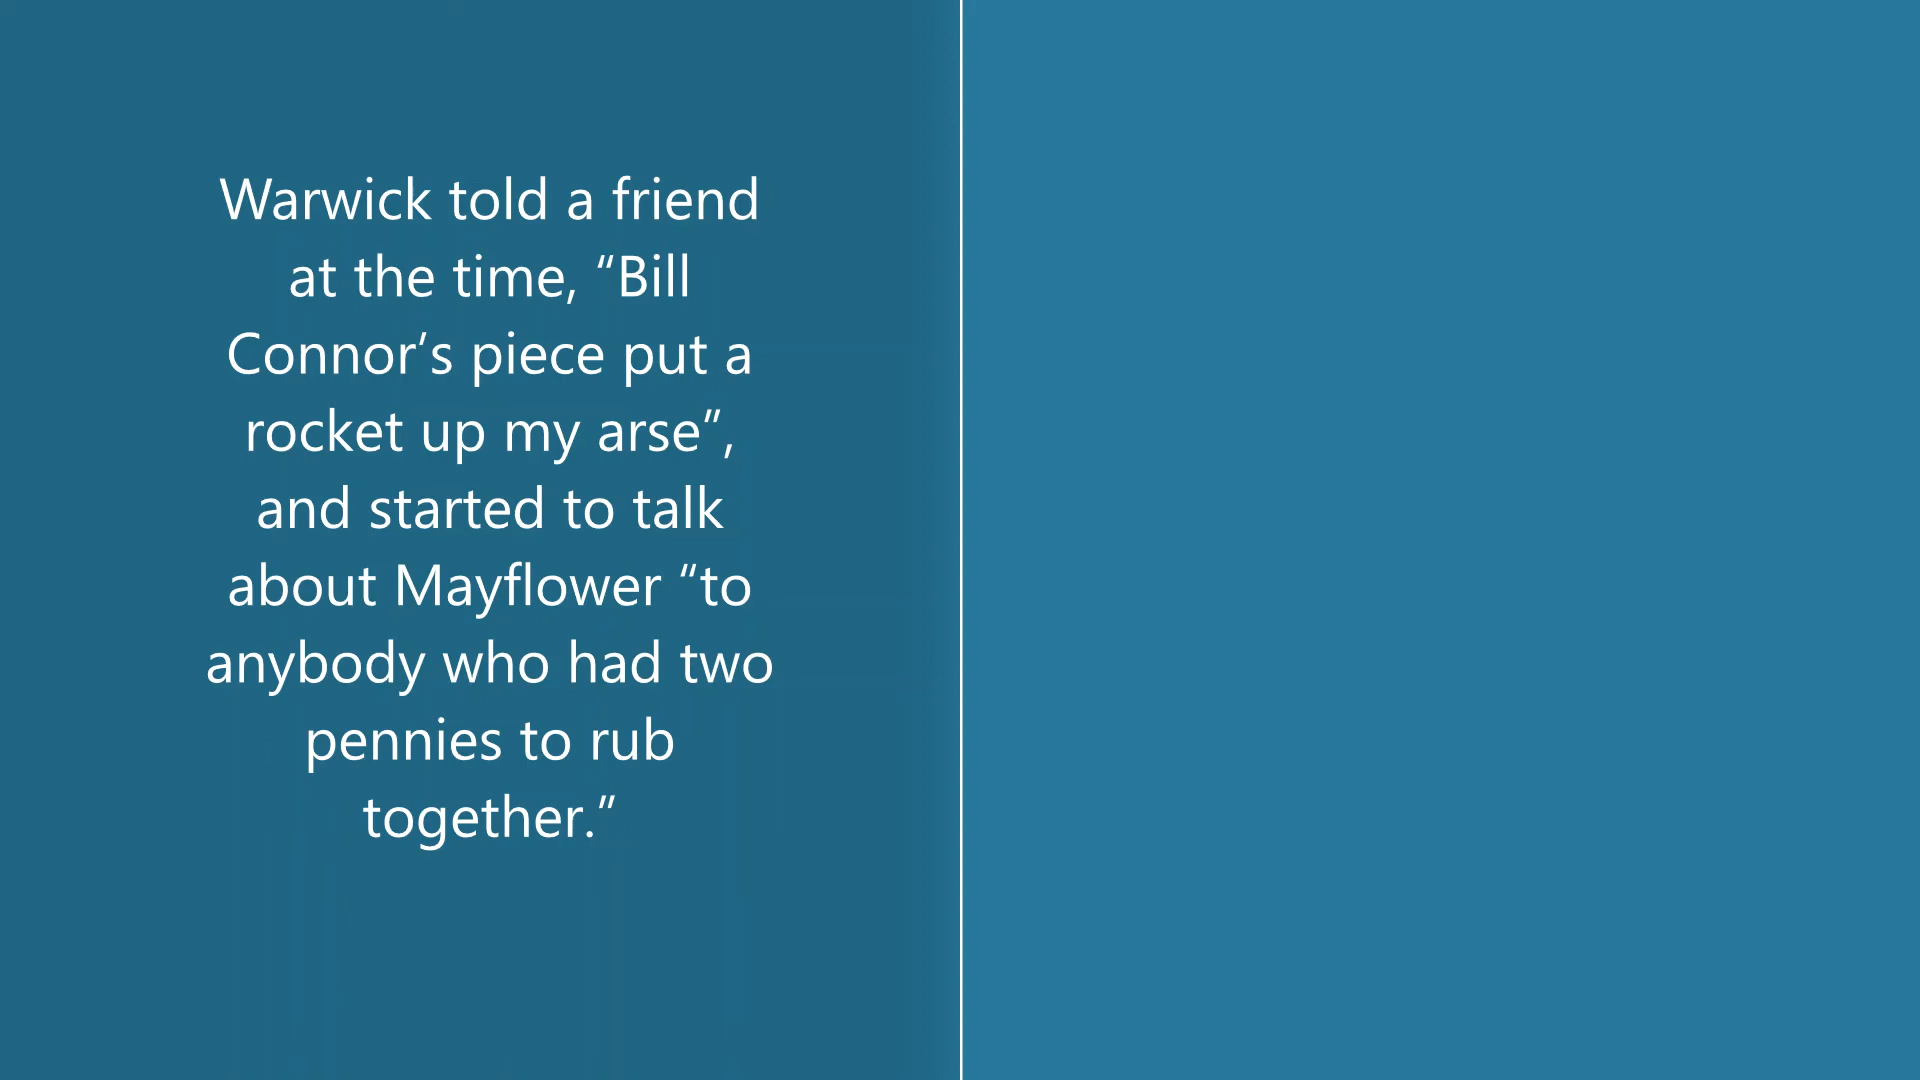 Warwick told a friend
at the time, “Bill
Connor’s piece put a
rocket up my arse”,
and started to talk
about Mayflower “to
anybody who had two
pennies to rub
together.”